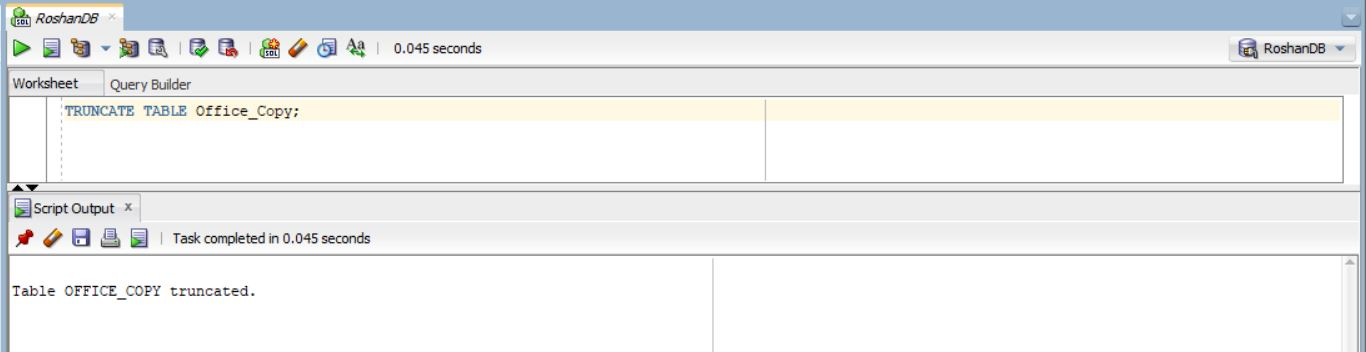 RoshanDB
0.045 seconds
RoshanDB
Worksheet Query Builder
TRUNCATE TABLE Office_Copy;
Script Output x
Task completed in 0.045 seconds
Table OFFICE_COPY truncated.